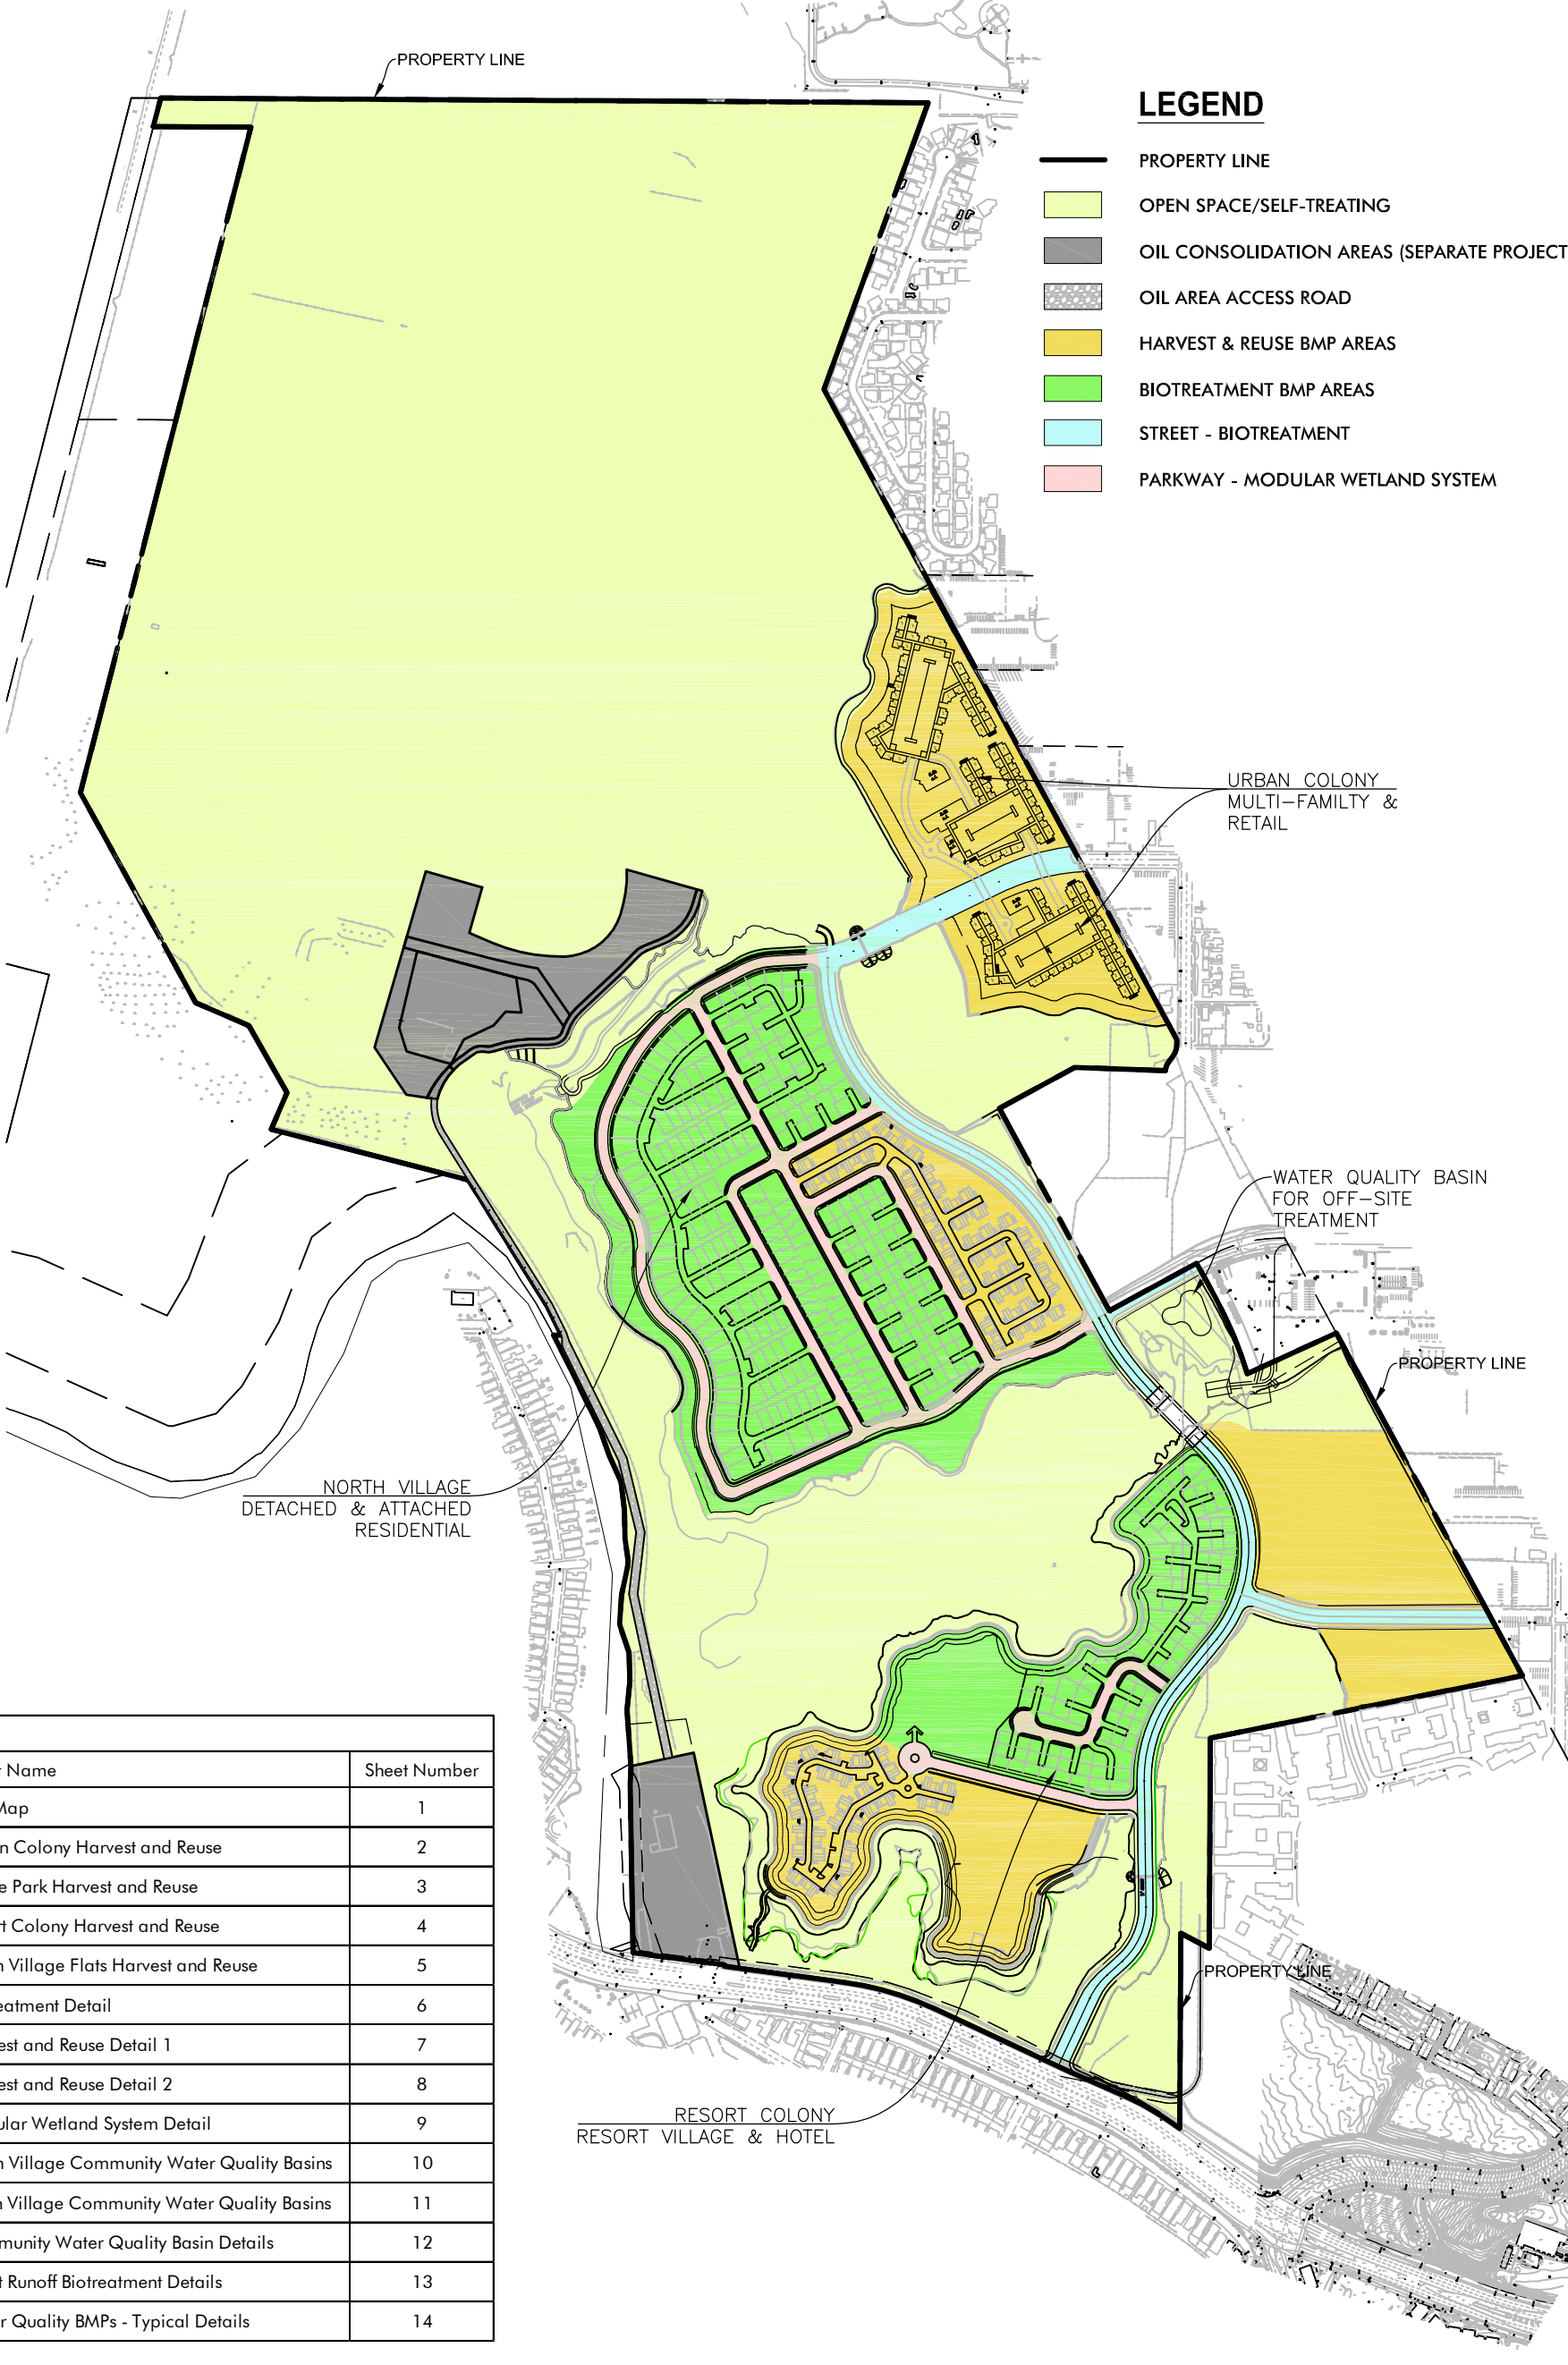 PROPERTY LINE
LEGEND
PROPERTY LINE
OPEN SPACE/SELF-TREATING
OIL CONSOLIDATION AREAS (SEPARATE PROJECT
OIL AREA ACCESS ROAD
HARVEST & REUSE BMP AREAS
BIOTREATMENT BMP AREAS
STREET - BIOTREATMENT
PARKWAY - MODULAR WETLAND SYSTEM
URBAN COLONY
MULTI-FAMILTY &
RETAIL
WATER QUALITY BASIN
FOR OFF-SITE
TREATMENT
PROPERTY LINE
NORTH VILLAGE
DETACHED & ATTACHED
RESIDENTIAL
PROPERTY LINE
RESORT COLONY
RESORT VILLAGE & HOTEL
Name Sheet Number
Map 1
n Colony Harvest and Reuse 2
e Park Harvest and Reuse 3
t Colony Harvest and Reuse 4
Village Flats Harvest and Reuse 5
eatment Detail 6
est and Reuse Detail 1 7
est and Reuse Detail 2 8
ular Wetland System Detail 9
Village Community Water Quality Basins 10
Village Community Water Quality Basins 11
munity Water Quality Basin Details 12
t Runoff Biotreatment Details 13
r Quality BMPs - Typical Details 14